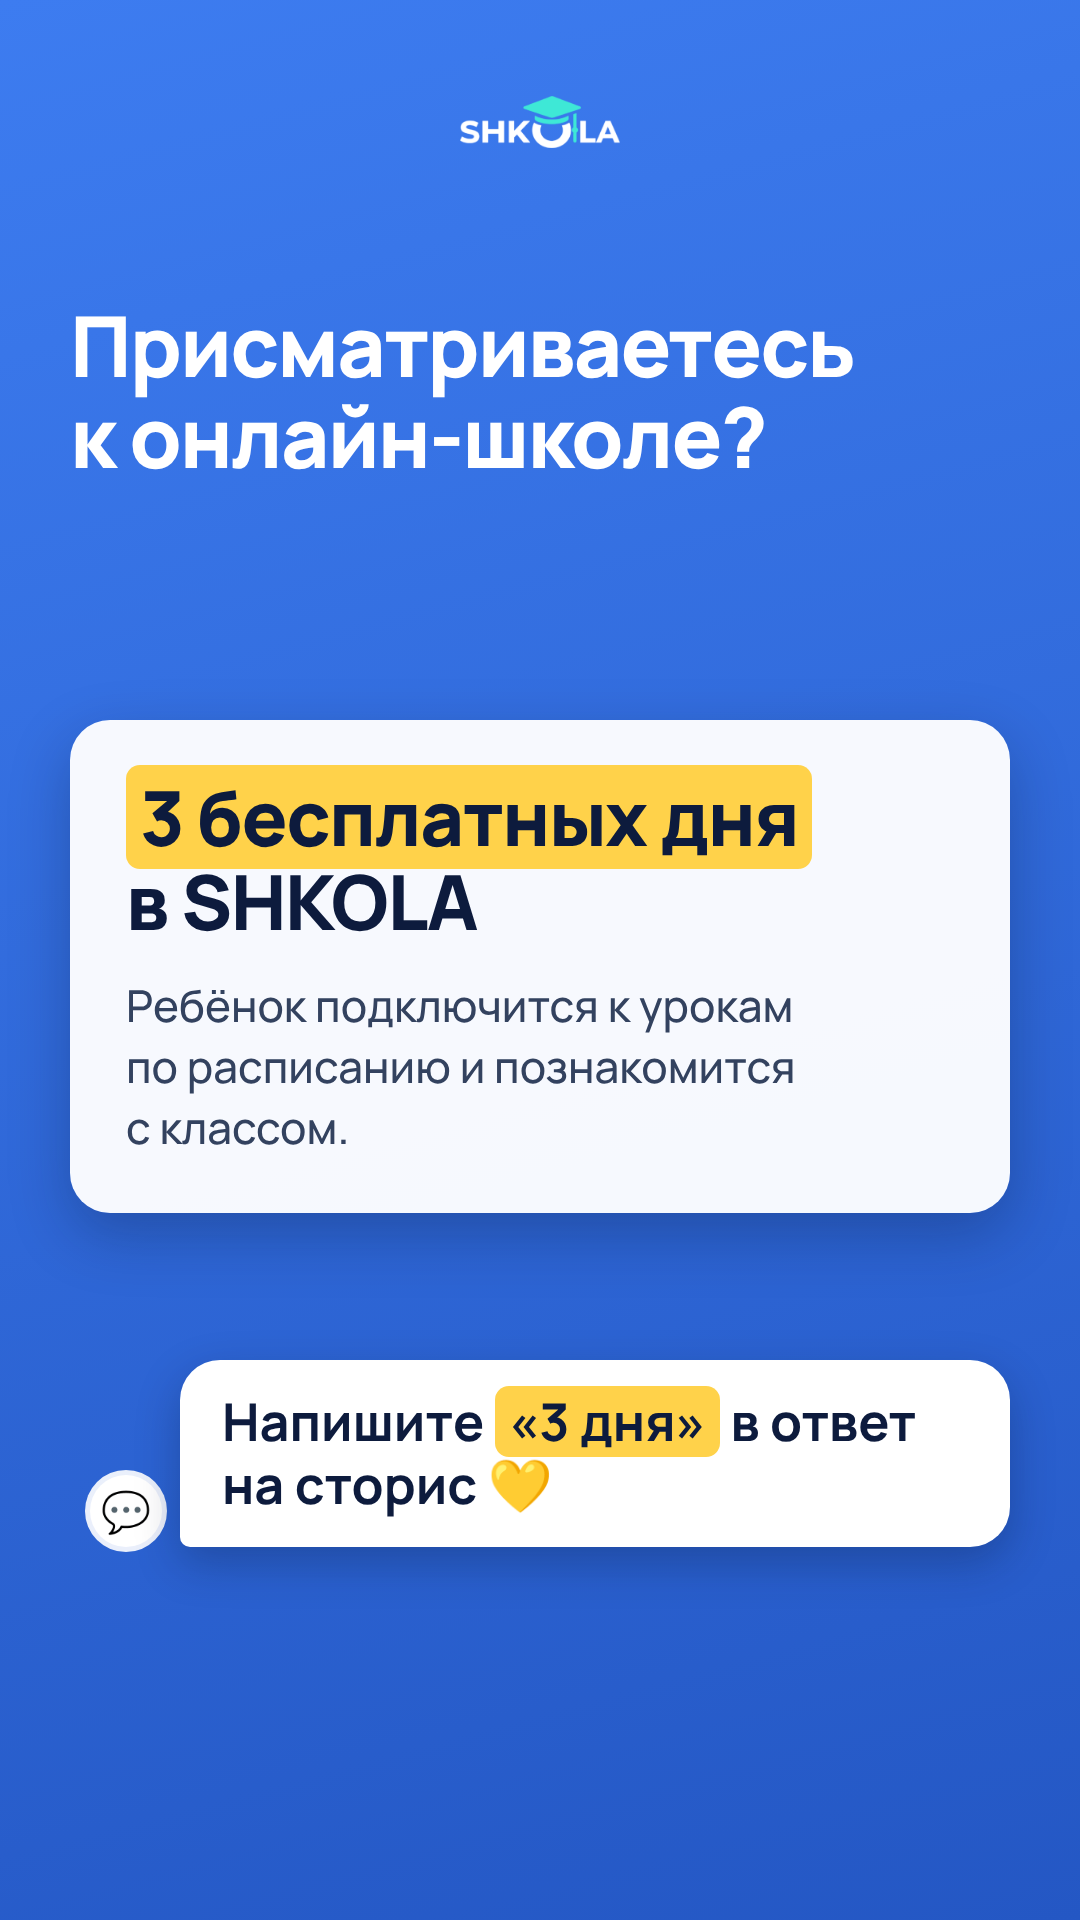 SHKOLA
Присматриваетесь
к онлайн-школе?
3 бесплатных дня
в SHKOLA
Ребёнок подключится к урокам
по расписанию и познакомится
с классом.
Напишите «3 дня» в ответ
на сторис 💛